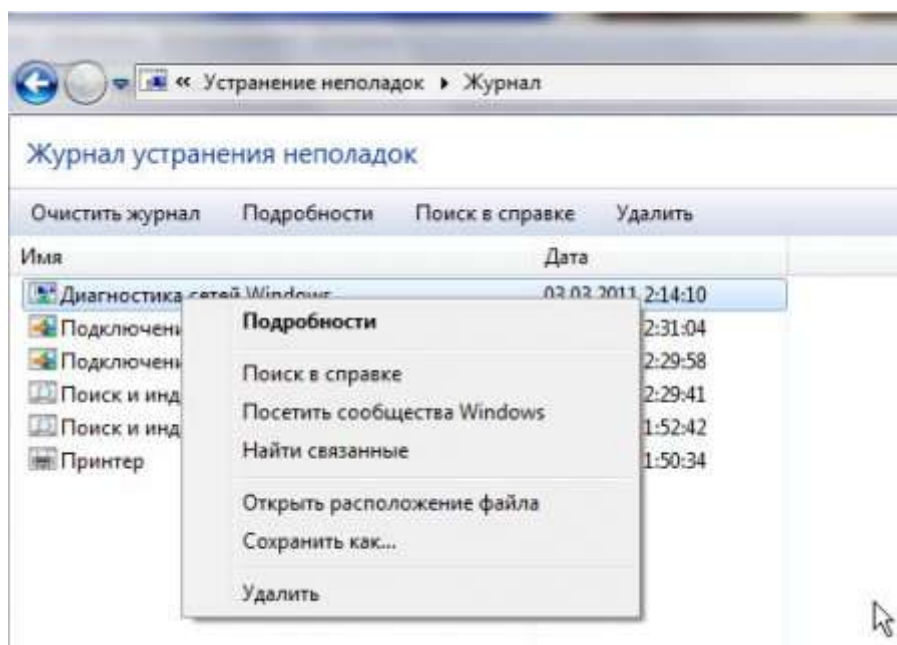 « Устранение неполадок ▸ Журнал
Журнал устранения неполадок
Очистить журнал Подробности Поиск в справке Удалить
Имя Дата
Диагностика сетей Windows 03.03.2011 2:14:10
Подключени 2:31:04
Подключени 2:29:58
Поиск и инд 2:29:41
Поиск и инд 1:52:42
Принтер 1:50:34
Подробности
Поиск в справке
Посетить сообщества Windows
Найти связанные
Открыть расположение файла
Сохранить как...
Удалить